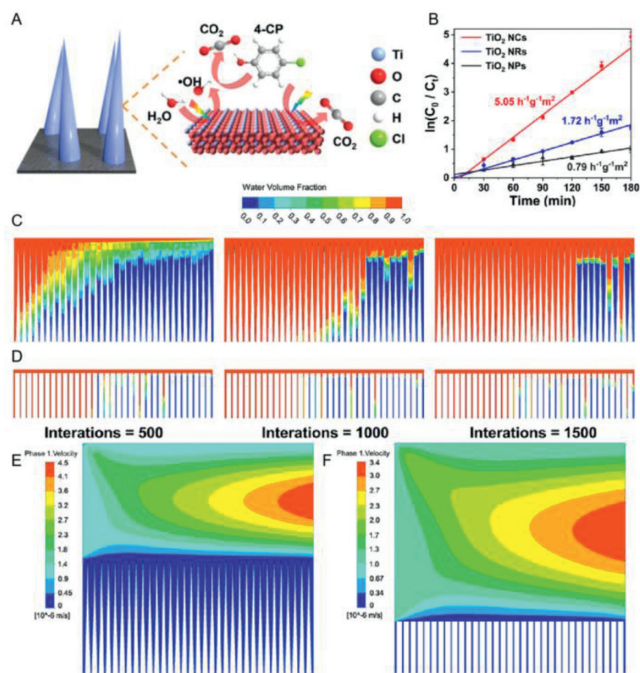 A
CO2
4-CP
•OH
H2O
CO2
Ti
O
C
H
Cl
B
ln(C0 / Ct)
5
4
3
2
1
0
TiO2 NCs
TiO2 NRs
TiO2 NPs
5.05 h-1g-1m2
1.72 h-1g-1m2
0.79 h-1g-1m2
0 30 60 90 120 150 180
Time (min)
Water Volume Fraction
0.0 0.1 0.2 0.3 0.4 0.5 0.6 0.7 0.8 0.9 1.0
C
D
Interations = 500 Interations = 1000 Interations = 1500
E
Phase 1.Velocity
4.5
4.1
3.6
3.2
2.7
2.3
1.8
1.4
0.9
0.45
0
[10^-6 m/s]
F
Phase 1.Velocity
3.4
3.0
2.7
2.4
2.0
1.7
1.3
1.0
0.67
0.34
0
[10^-6 m/s]